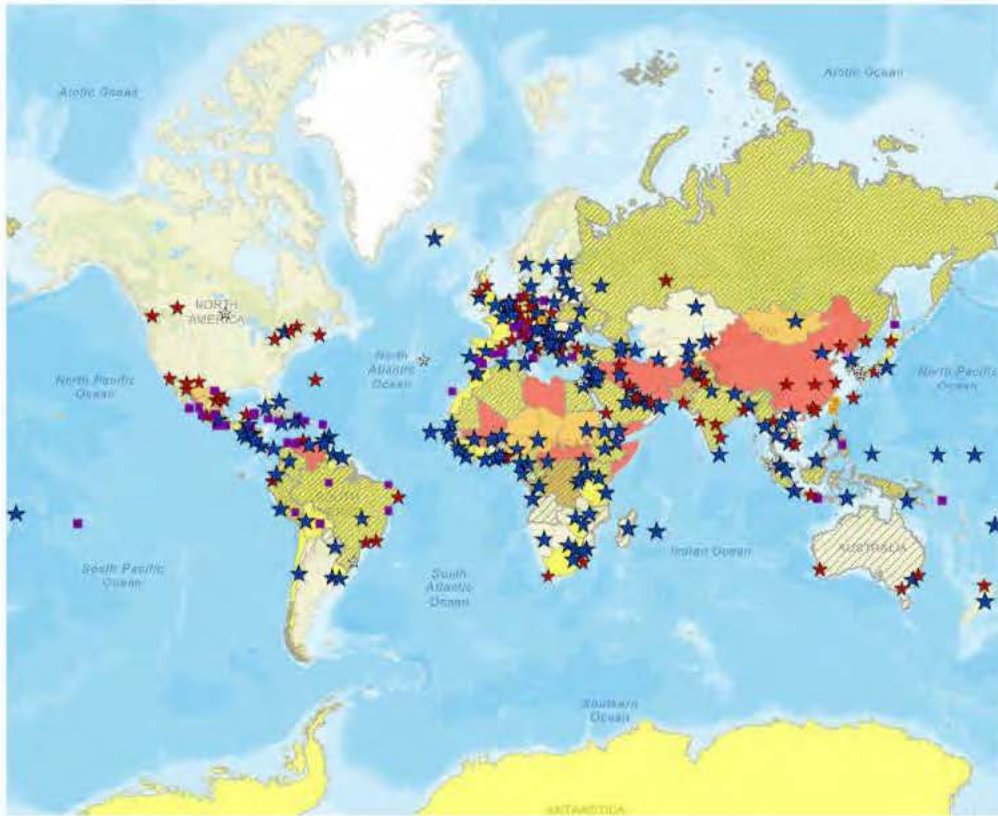 Arctic Ocean
Arctic Ocean
NORTH
AMERICA
North
Atlantic
Ocean
North Pacific
Ocean
North Pacific
Ocean
Indian Ocean
AUSTRALIA
South Pacific
Ocean
South
Atlantic
Ocean
Southern
Ocean
ANTARCTICA